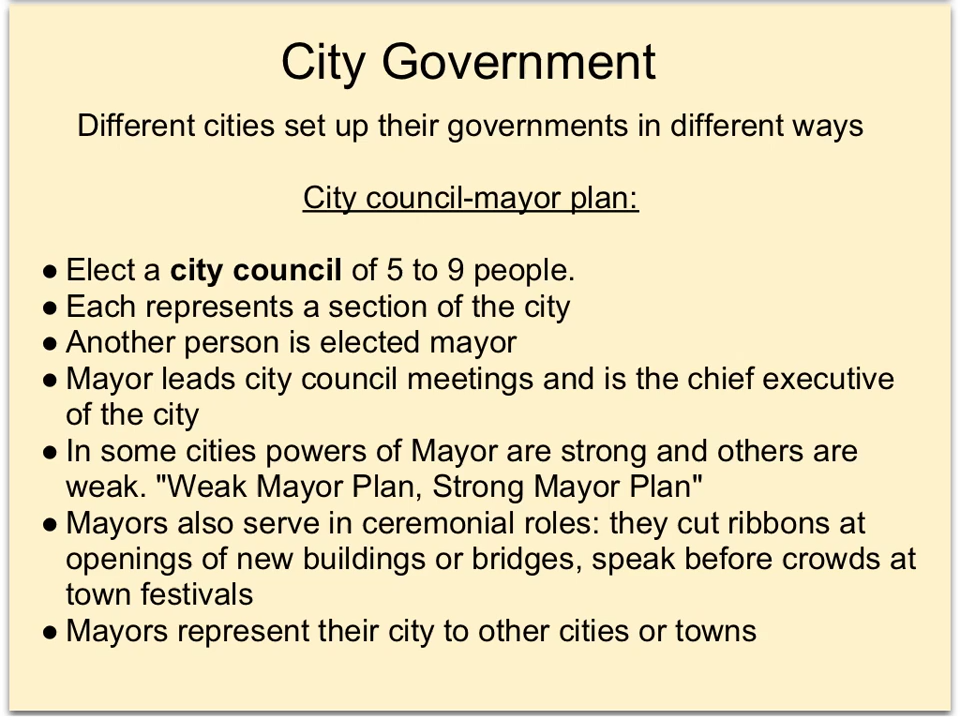 City Government
Different cities set up their governments in different ways
City council-mayor plan:
● Elect a city council of 5 to 9 people.
● Each represents a section of the city
● Another person is elected mayor
● Mayor leads city council meetings and is the chief executive
of the city
● In some cities powers of Mayor are strong and others are
weak. "Weak Mayor Plan, Strong Mayor Plan"
● Mayors also serve in ceremonial roles: they cut ribbons at
openings of new buildings or bridges, speak before crowds at
town festivals
● Mayors represent their city to other cities or towns